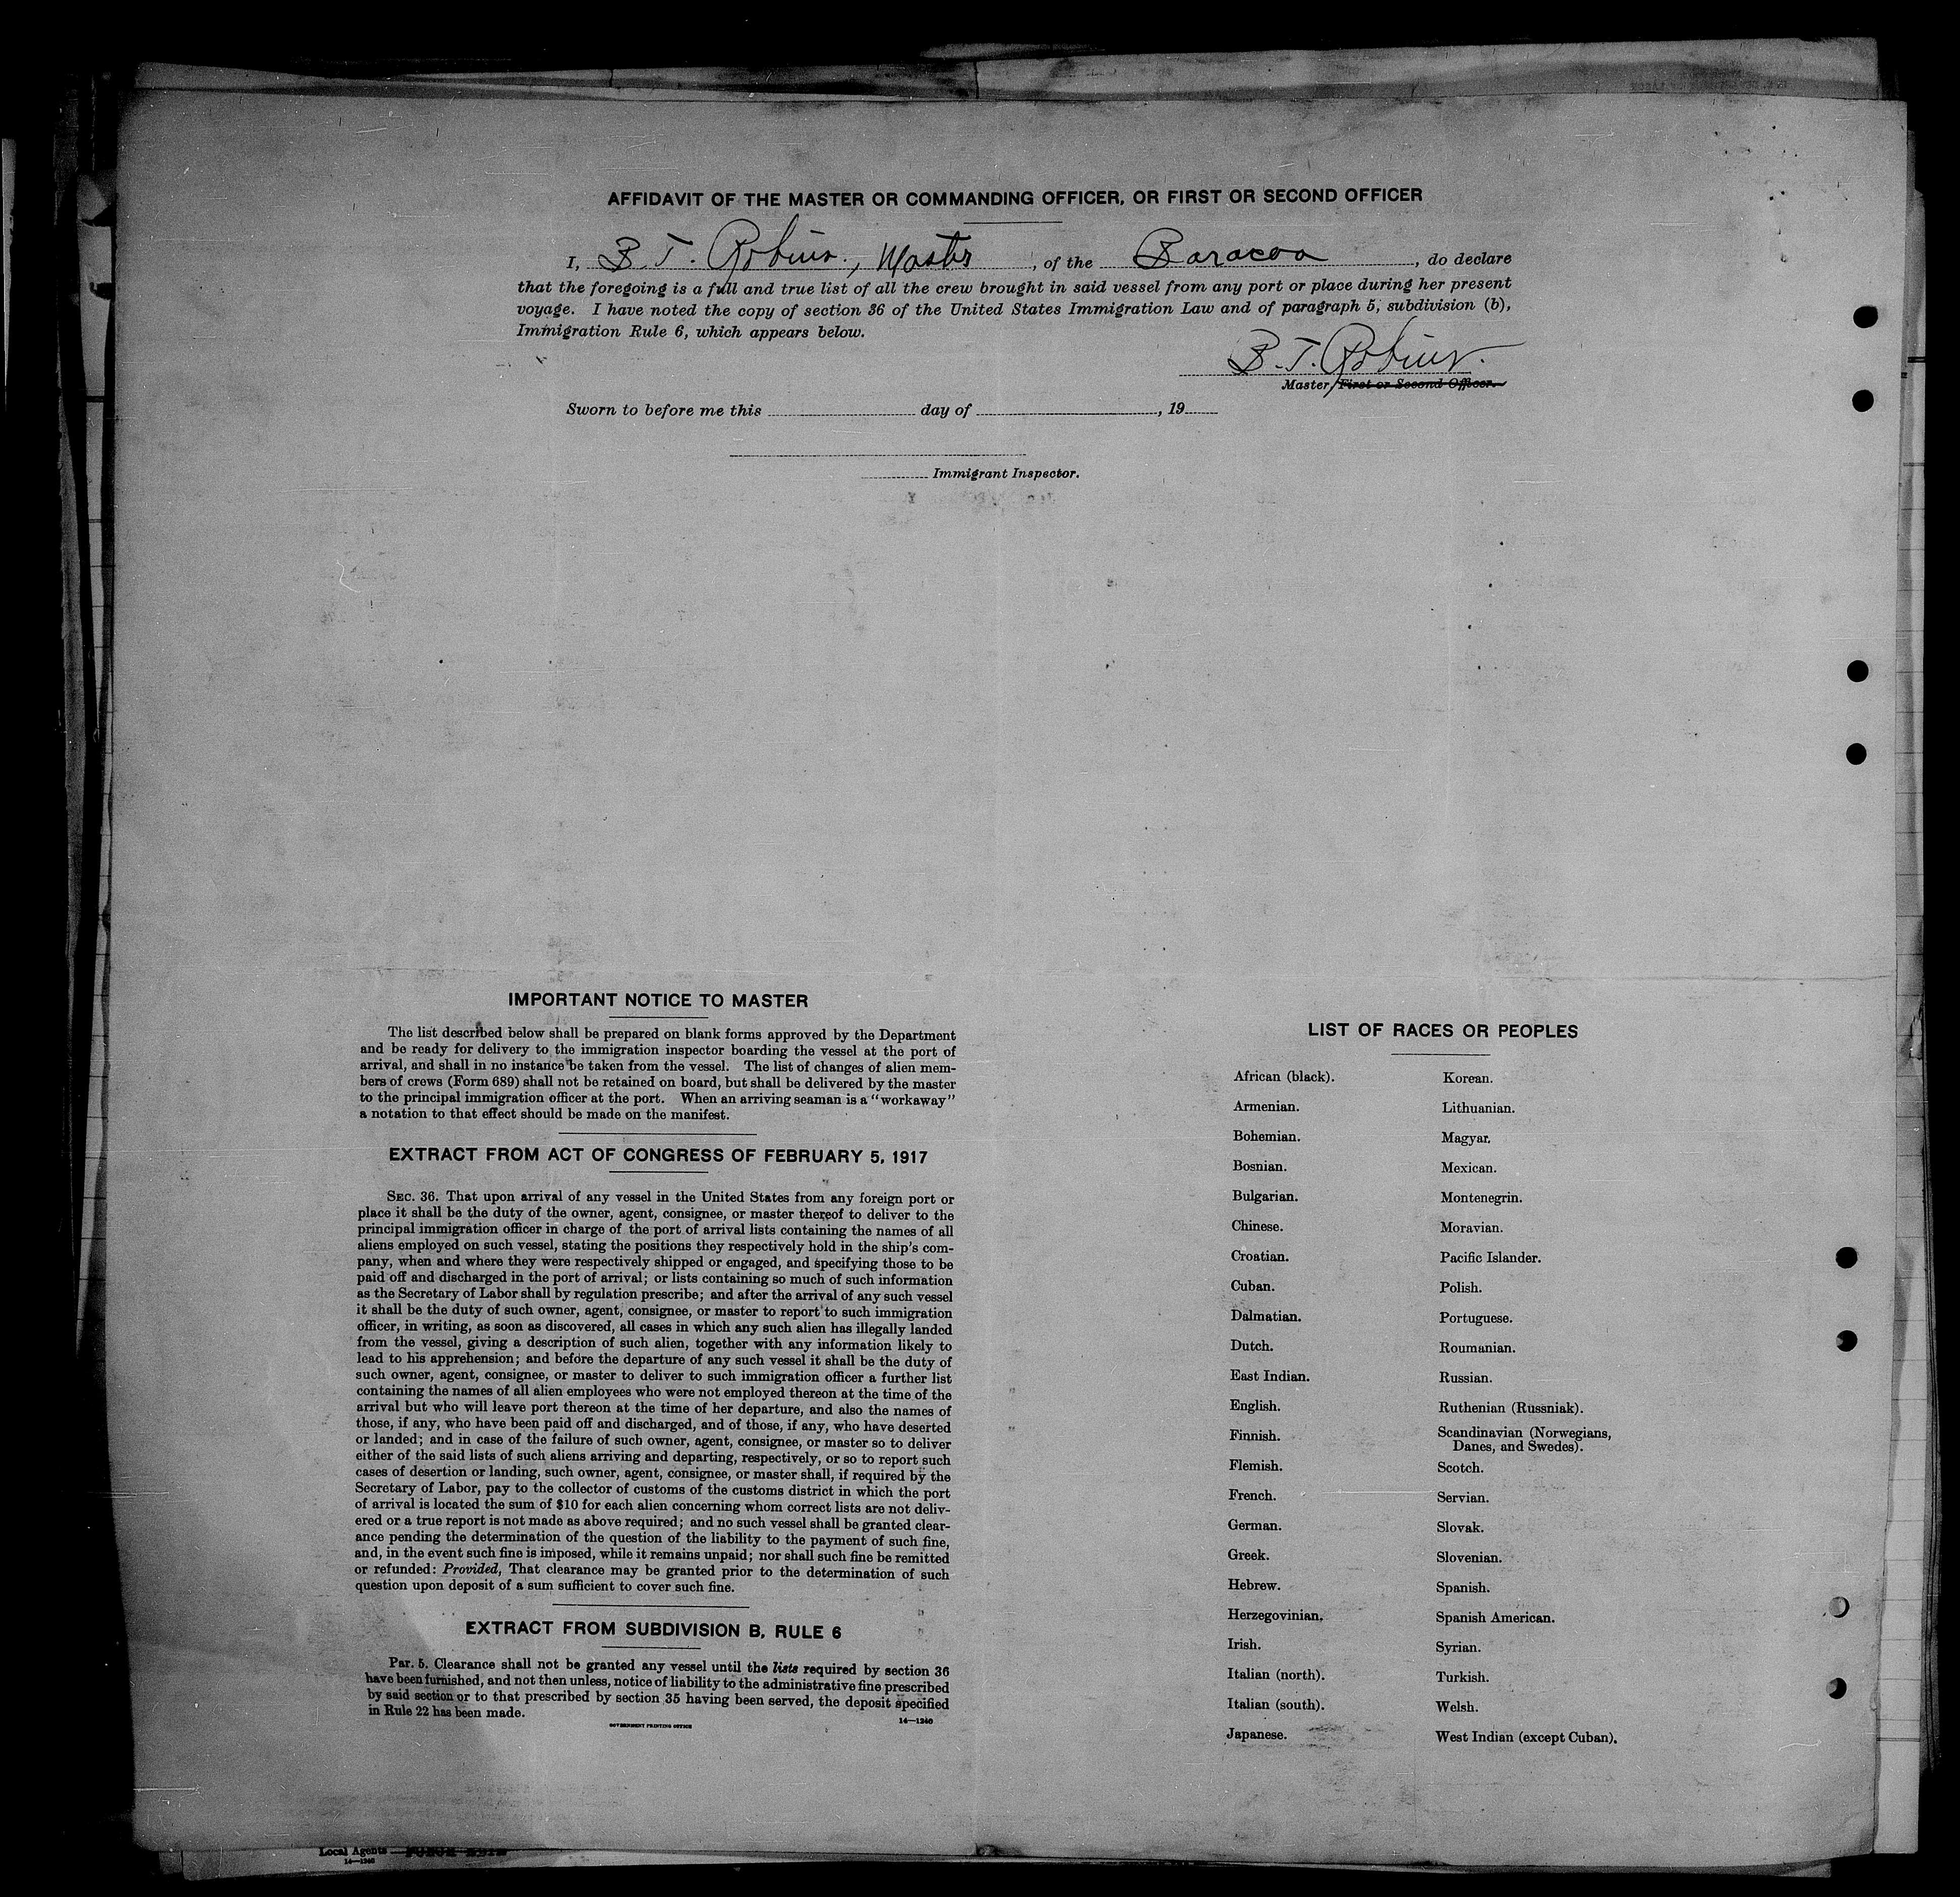 AFFIDAVIT OF THE MASTER OR COMMANDING OFFICER, OR FIRST OR SECOND OFFICER
I, B. T. Robins., Master, of the Baracoa, do declare
that the foregoing is a full and true list of all the crew brought in said vessel from any port or place during her present
voyage. I have noted the copy of section 36 of the United States Immigration Law and of paragraph 5, subdivision (b),
Immigration Rule 6, which appears below.
B. T. Robins.
Master, First or Second Officer.
Sworn to before me this day of , 19
Immigrant Inspector.
IMPORTANT NOTICE TO MASTER
The list described below shall be prepared on blank forms approved by the Department
and be ready for delivery to the immigration inspector boarding the vessel at the port of
arrival, and shall in no instance be taken from the vessel. The list of changes of alien mem-
bers of crews (Form 689) shall not be retained on board, but shall be delivered by the master
to the principal immigration officer at the port. When an arriving seaman is a "workaway"
a notation to that effect should be made on the manifest.
EXTRACT FROM ACT OF CONGRESS OF FEBRUARY 5, 1917
SEC. 36. That upon arrival of any vessel in the United States from any foreign port or
place it shall be the duty of the owner, agent, consignee, or master thereof to deliver to the
principal immigration officer in charge of the port of arrival lists containing the names of all
aliens employed on such vessel, stating the positions they respectively hold in the ship's com-
pany, when and where they were respectively shipped or engaged, and specifying those to be
paid off and discharged in the port of arrival; or lists containing so much of such information
as the Secretary of Labor shall by regulation prescribe; and after the arrival of any such vessel
it shall be the duty of such owner, agent, consignee, or master to report to such immigration
officer, in writing, as soon as discovered, all cases in which any such alien has illegally landed
from the vessel, giving a description of such alien, together with any information likely to
lead to his apprehension; and before the departure of any such vessel it shall be the duty of
such owner, agent, consignee, or master to deliver to such immigration officer a further list
containing the names of all alien employees who were not employed thereon at the time of the
arrival but who will leave port thereon at the time of her departure, and also the names of
those, if any, who have been paid off and discharged, and of those, if any, who have deserted
or landed; and in case of the failure of such owner, agent, consignee, or master so to deliver
either of the said lists of such aliens arriving and departing, respectively, or so to report such
cases of desertion or landing, such owner, agent, consignee, or master shall, if required by the
Secretary of Labor, pay to the collector of customs of the customs district in which the port
of arrival is located the sum of $10 for each alien concerning whom correct lists are not deliv-
ered or a true report is not made as above required; and no such vessel shall be granted clear-
ance pending the determination of the question of the liability to the payment of such fine,
and, in the event such fine is imposed, while it remains unpaid; nor shall such fine be remitted
or refunded: Provided, That clearance may be granted prior to the determination of such
question upon deposit of a sum sufficient to cover such fine.
EXTRACT FROM SUBDIVISION B, RULE 6
Par. 5. Clearance shall not be granted any vessel until the lists required by section 36
have been furnished, and not then unless, notice of liability to the administrative fine prescribed
by said section or to that prescribed by section 35 having been served, the deposit specified
in Rule 22 has been made.
GOVERNMENT PRINTING OFFICE 14—1240
LIST OF RACES OR PEOPLES
African (black). Korean.
Armenian. Lithuanian.
Bohemian. Magyar.
Bosnian. Mexican.
Bulgarian. Montenegrin.
Chinese. Moravian.
Croatian. Pacific Islander.
Cuban. Polish.
Dalmatian. Portuguese.
Dutch. Roumanian.
East Indian. Russian.
English. Ruthenian (Russniak).
Finnish. Scandinavian (Norwegians,
Danes, and Swedes).
Flemish. Scotch.
French. Servian.
German. Slovak.
Greek. Slovenian.
Hebrew. Spanish.
Herzegovinian. Spanish American.
Irish. Syrian.
Italian (north). Turkish.
Italian (south). Welsh.
Japanese. West Indian (except Cuban).
Local Agents
14—1240